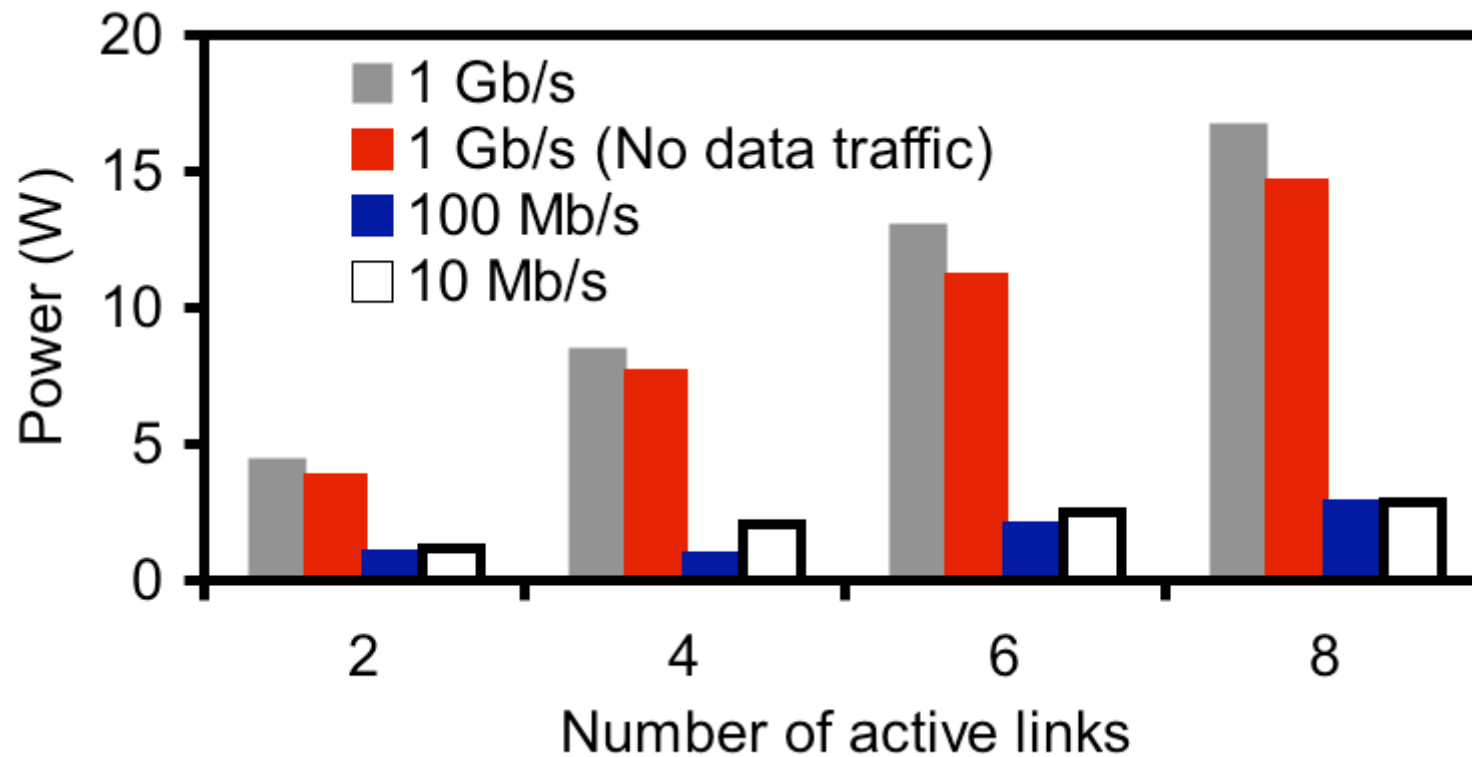 20
15
10
5
0
Power (W)
1 Gb/s
1 Gb/s (No data traffic)
100 Mb/s
10 Mb/s
2 4 6 8
Number of active links